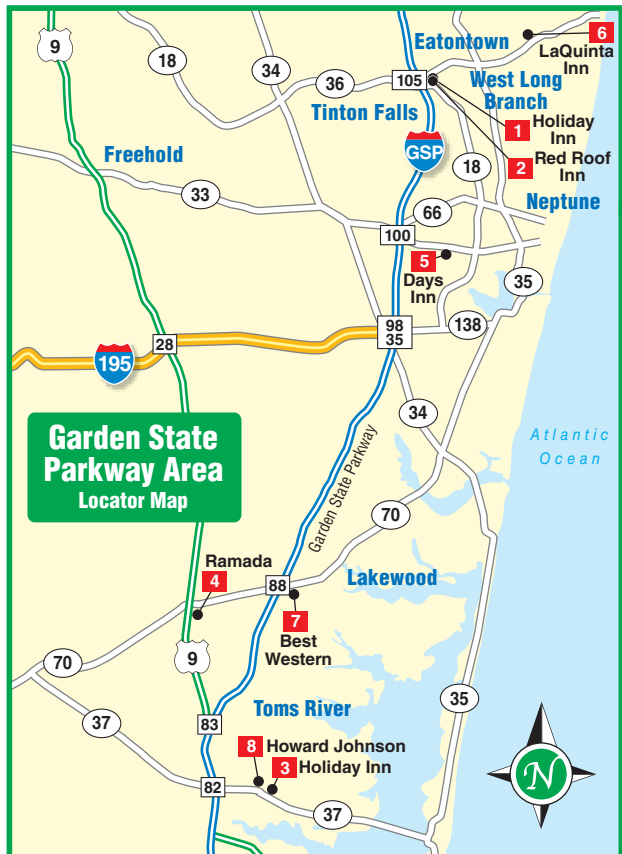 Eatontown
6
LaQuinta
Inn
9
18
34
36
105
West Long
Branch
Tinton Falls
1
Holiday
Inn
GSP
Freehold
2
Red Roof
Inn
18
33
66
Neptune
100
5
Days
Inn
35
98
35
138
28
195
Garden State
Parkway Area
Locator Map
34
Atlantic
Ocean
Garden State Parkway
70
Ramada
4
88
Lakewood
7
Best
Western
9
70
35
Toms River
37
83
8 Howard Johnson
3 Holiday Inn
82
37
N